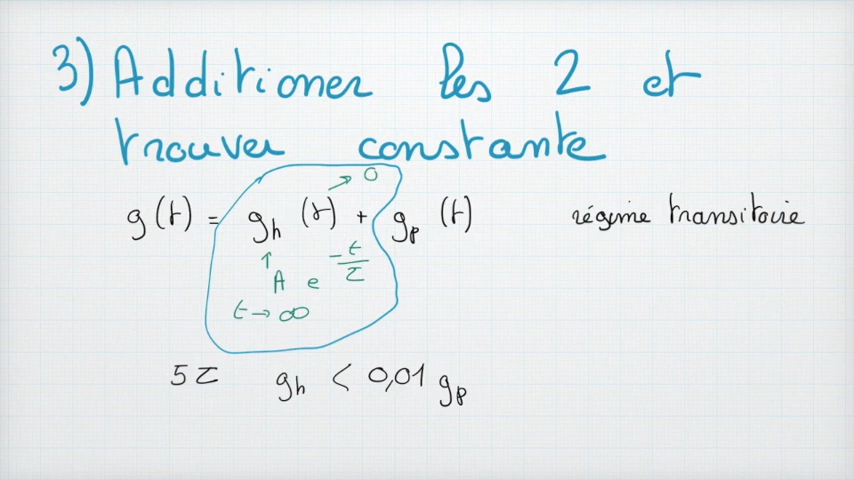 3) Additioner les 2 et
trouver constante
→ 0
g(t) = gh (t) + gp (t) régime transitoire
↑
A e -t/τ
t → ∞
5τ gh < 0,01 gp